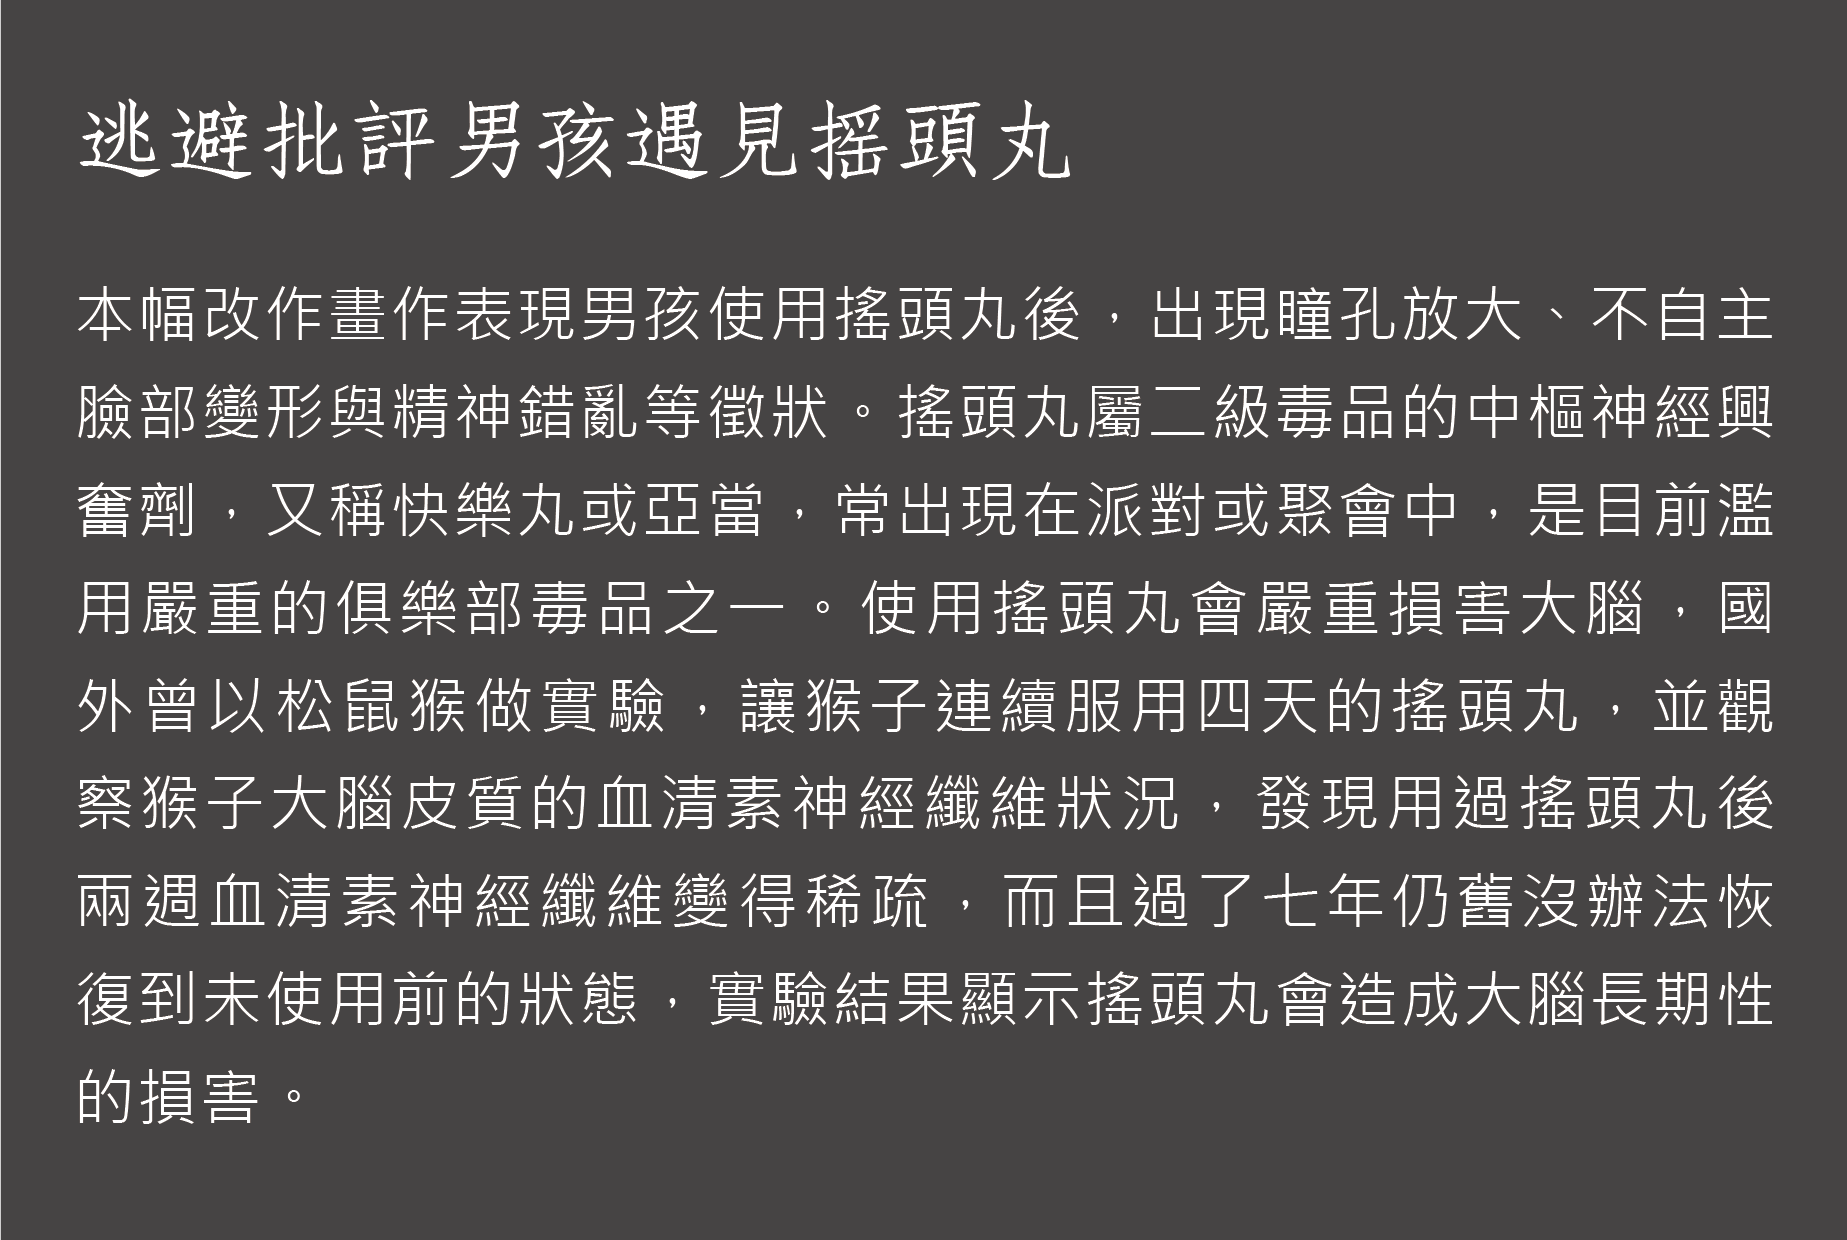 逃避批評男孩遇見搖頭丸
本幅改作畫作表現男孩使用搖頭丸後，出現瞳孔放大、不自主
臉部變形與精神錯亂等徵狀。搖頭丸屬二級毒品的中樞神經興
奮劑，又稱快樂丸或亞當，常出現在派對或聚會中，是目前濫
用嚴重的俱樂部毒品之一。使用搖頭丸會嚴重損害大腦，國
外曾以松鼠猴做實驗，讓猴子連續服用四天的搖頭丸，並觀
察猴子大腦皮質的血清素神經纖維狀況，發現用過搖頭丸後
兩週血清素神經纖維變得稀疏，而且過了七年仍舊沒辦法恢
復到未使用前的狀態，實驗結果顯示搖頭丸會造成大腦長期性
的損害。